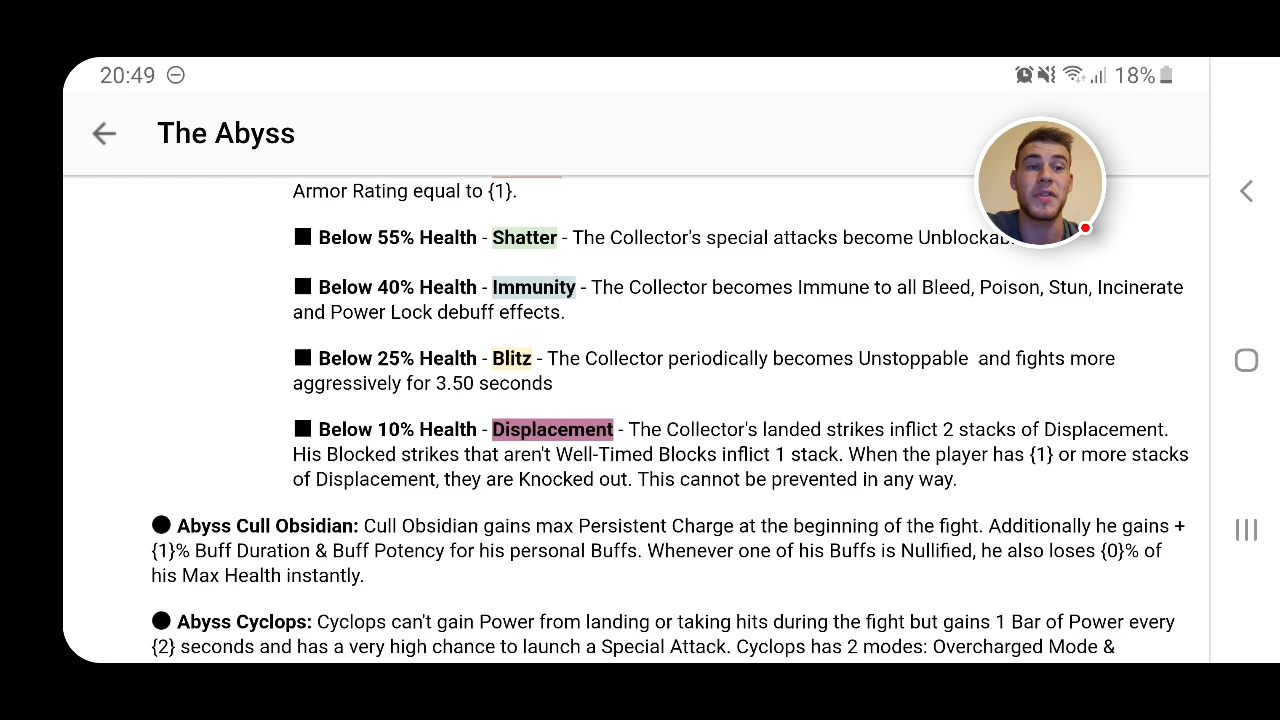 20:49 18%
The Abyss
Armor Rating equal to {1}.
■ Below 55% Health - Shatter - The Collector's special attacks become
■ Below 40% Health - Immunity - The Collector becomes Immune to all Bleed, Poison, Stun, Incinerate
and Power Lock debuff effects.
■ Below 25% Health - Blitz - The Collector periodically becomes Unstoppable  and fights more
aggressively for 3.50 seconds
■ Below 10% Health - Displacement - The Collector's landed strikes inflict 2 stacks of Displacement.
His Blocked strikes that aren't Well-Timed Blocks inflict 1 stack. When the player has {1} or more stacks
of Displacement, they are Knocked out. This cannot be prevented in any way.
● Abyss Cull Obsidian: Cull Obsidian gains max Persistent Charge at the beginning of the fight. Additionally he gains +
{1}% Buff Duration & Buff Potency for his personal Buffs. Whenever one of his Buffs is Nullified, he also loses {0}% of
his Max Health instantly.
● Abyss Cyclops: Cyclops can't gain Power from landing or taking hits during the fight but gains 1 Bar of Power every
{2} seconds and has a very high chance to launch a Special Attack. Cyclops has 2 modes: Overcharged Mode &